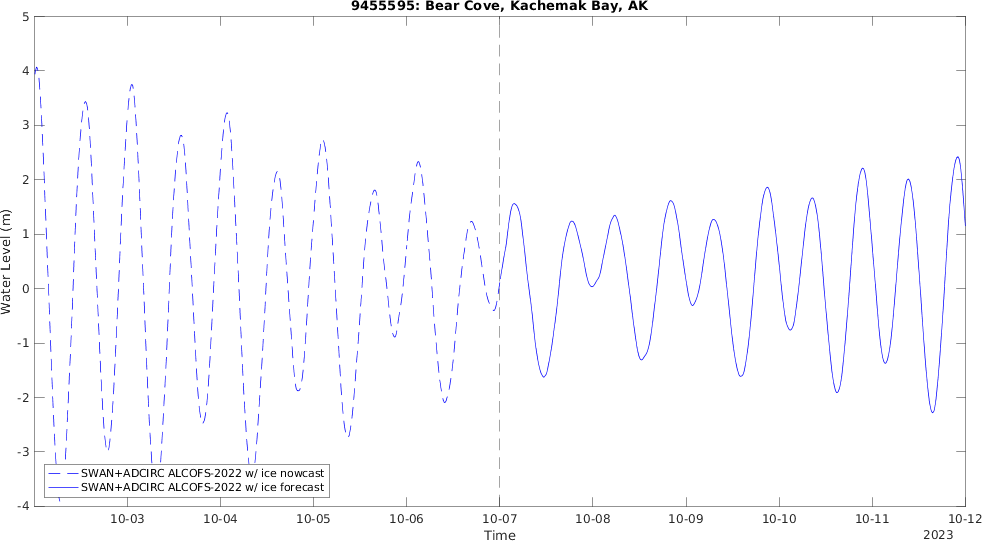 9455595: Bear Cove, Kachemak Bay, AK
5
4
3
2
1
0
-1
-2
-3
-4
Water Level (m)
SWAN+ADCIRC ALCOFS-2022 w/ ice nowcast
SWAN+ADCIRC ALCOFS-2022 w/ ice forecast
10-03 10-04 10-05 10-06 10-07 10-08 10-09 10-10 10-11 10-12
Time
2023